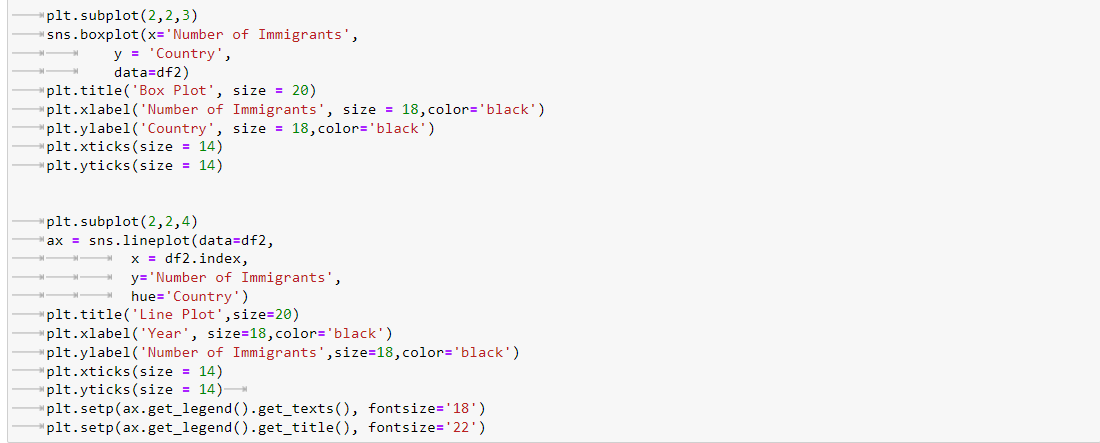 plt.subplot(2,2,3)
sns.boxplot(x='Number of Immigrants',
y = 'Country',
data=df2)
plt.title('Box Plot', size = 20)
plt.xlabel('Number of Immigrants', size = 18,color='black')
plt.ylabel('Country', size = 18,color='black')
plt.xticks(size = 14)
plt.yticks(size = 14)
plt.subplot(2,2,4)
ax = sns.lineplot(data=df2,
x = df2.index,
y='Number of Immigrants',
hue='Country')
plt.title('Line Plot',size=20)
plt.xlabel('Year', size=18,color='black')
plt.ylabel('Number of Immigrants',size=18,color='black')
plt.xticks(size = 14)
plt.yticks(size = 14)
plt.setp(ax.get_legend().get_texts(), fontsize='18')
plt.setp(ax.get_legend().get_title(), fontsize='22')